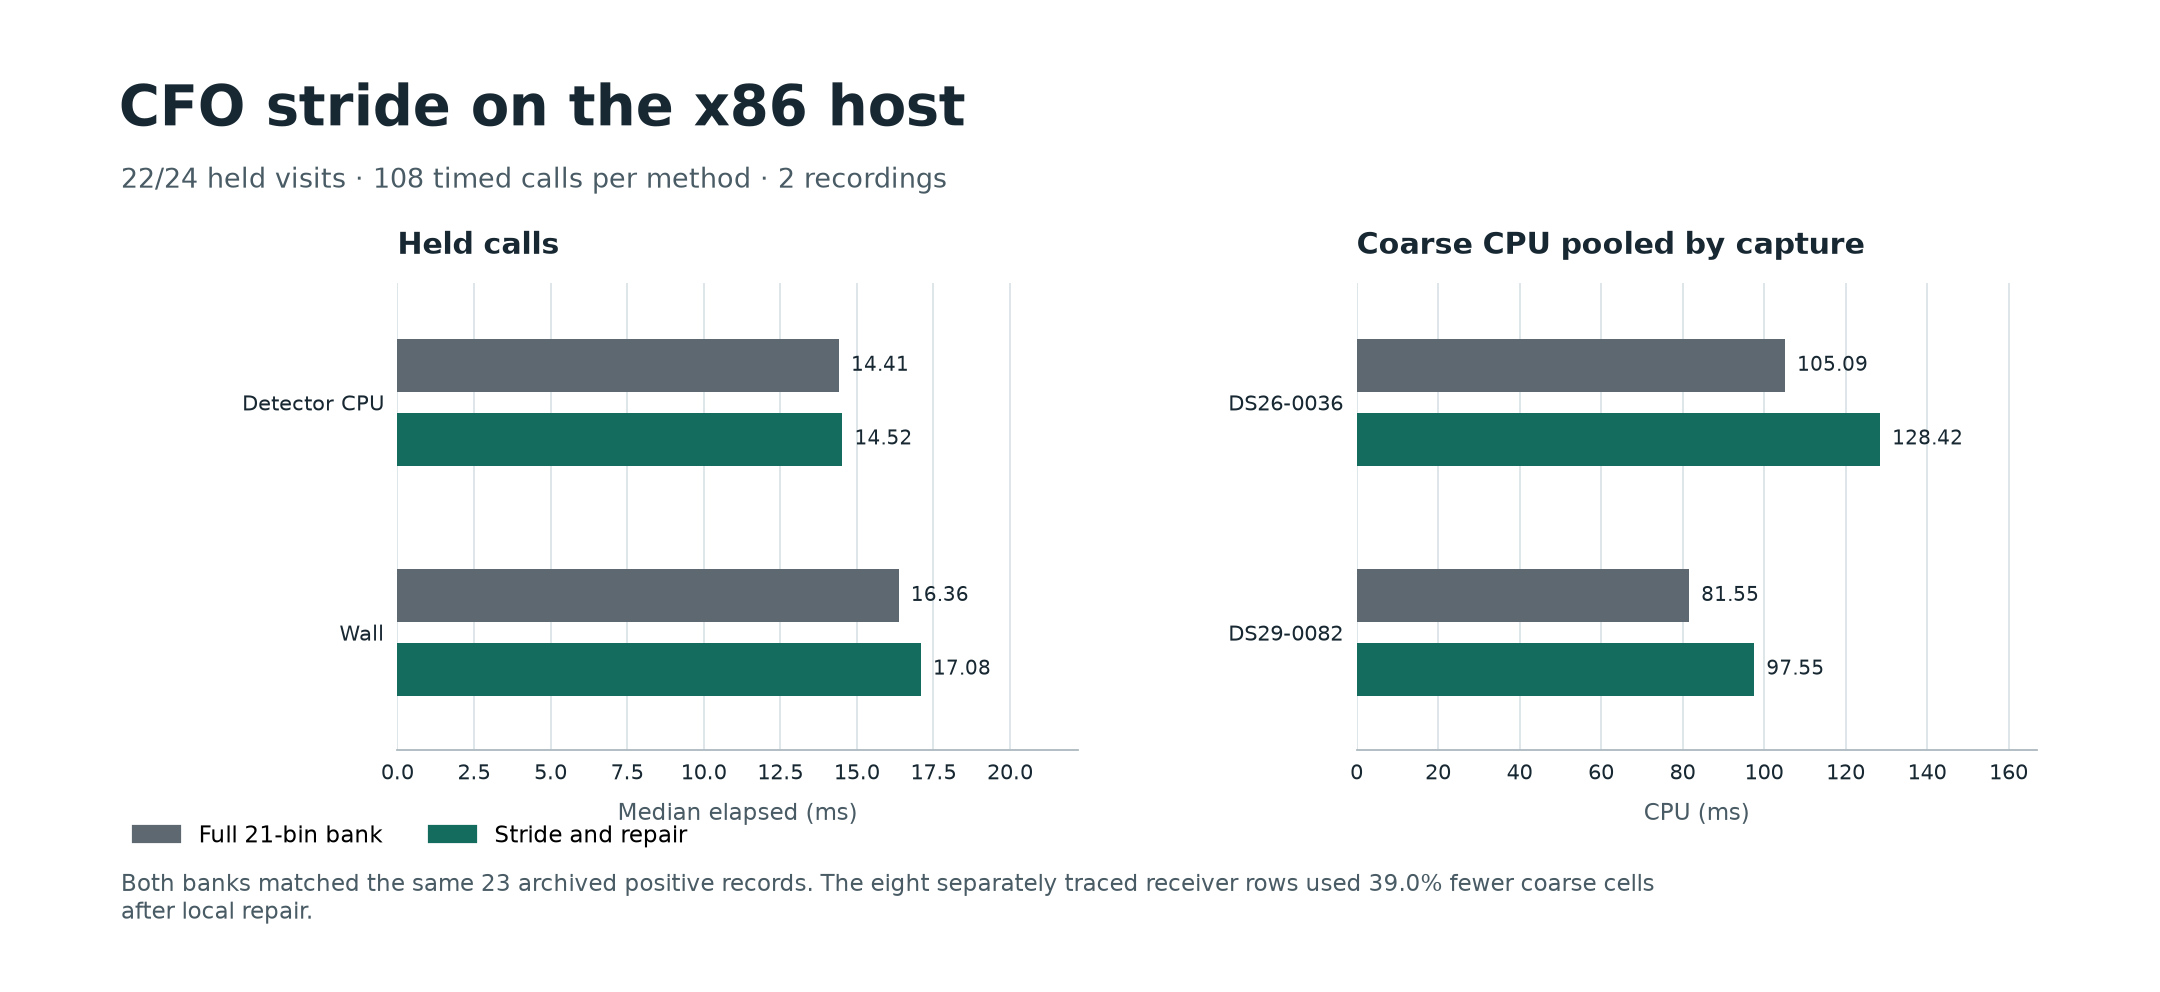 CFO stride on the x86 host
22/24 held visits · 108 timed calls per method · 2 recordings
Held calls
Detector CPU
14.41
14.52
Wall
16.36
17.08
0.0 2.5 5.0 7.5 10.0 12.5 15.0 17.5 20.0
Median elapsed (ms)
Coarse CPU pooled by capture
DS26-0036
105.09
128.42
DS29-0082
81.55
97.55
0 20 40 60 80 100 120 140 160
CPU (ms)
Full 21-bin bank Stride and repair
Both banks matched the same 23 archived positive records. The eight separately traced receiver rows used 39.0% fewer coarse cells
after local repair.